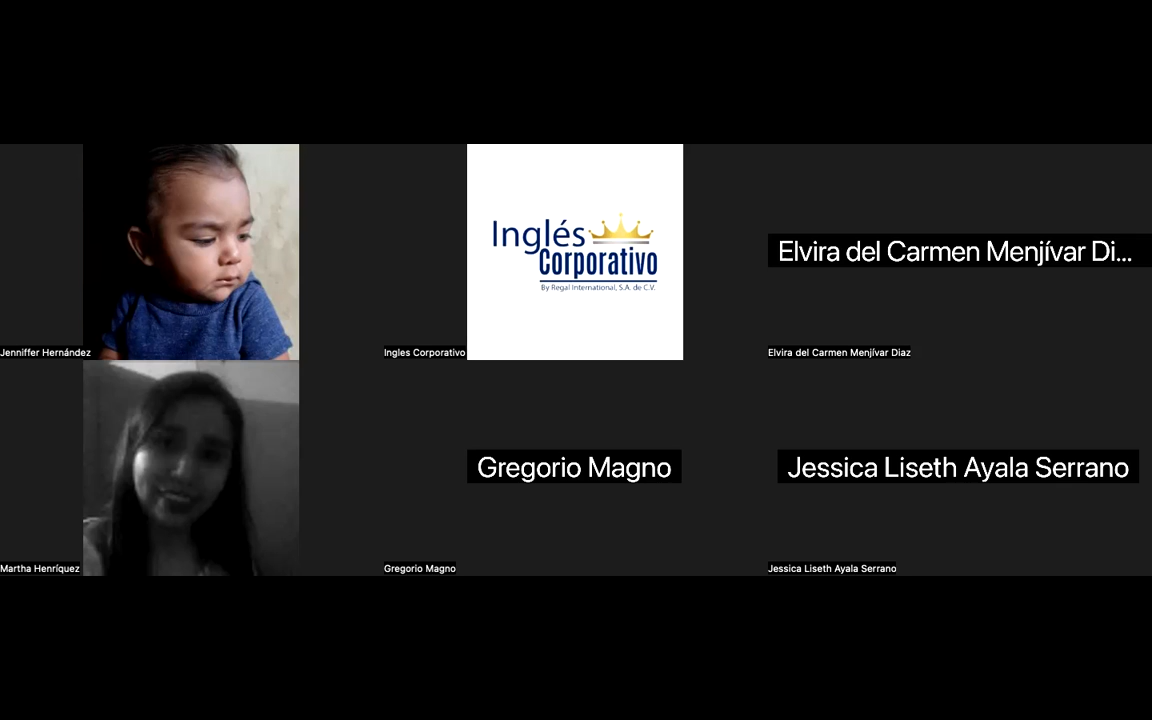 Inglés
Corporativo
By Regal International, S.A. de C.V.
Elvira del Carmen Menjívar Di...
Jenniffer Hernández
Ingles Corporativo
Elvira del Carmen Menjívar Diaz
Gregorio Magno
Jessica Liseth Ayala Serrano
Martha Henríquez
Gregorio Magno
Jessica Liseth Ayala Serrano